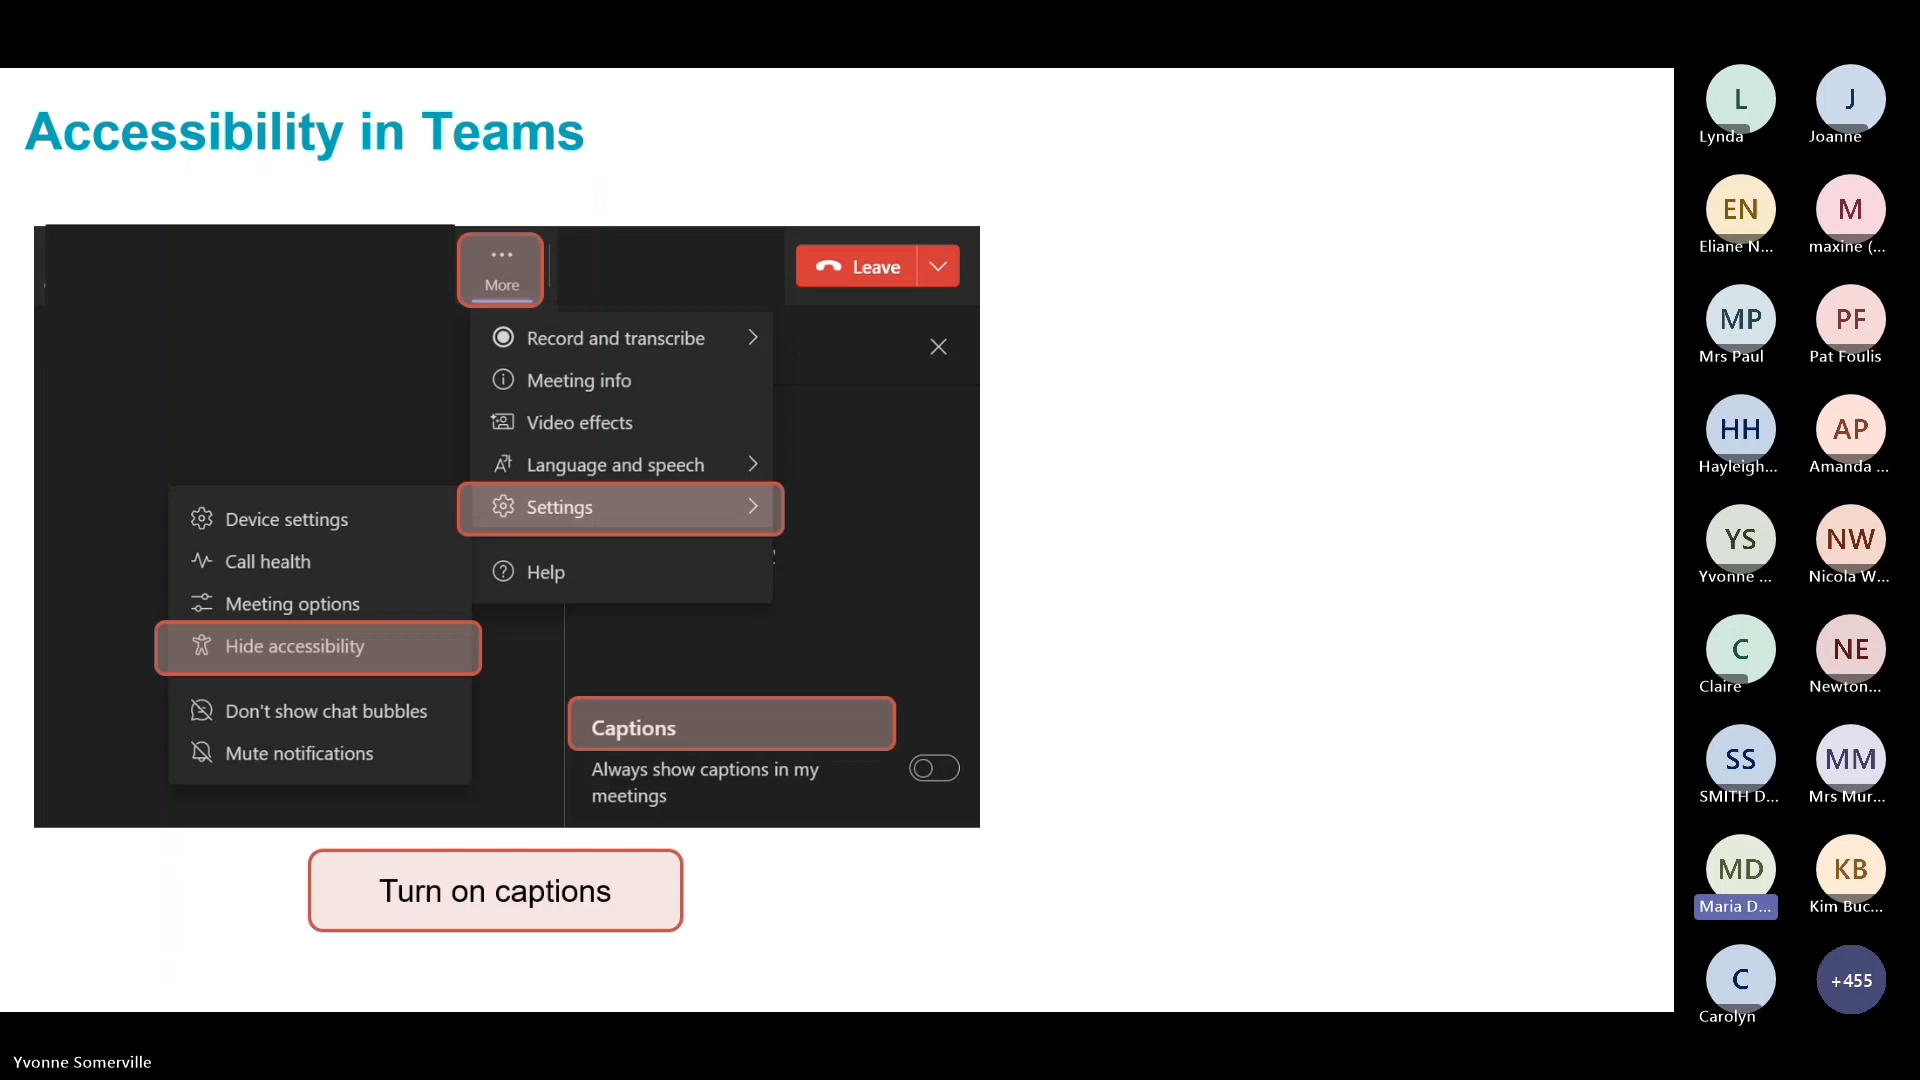 Accessibility in Teams
More
Leave
Record and transcribe
Meeting info
Video effects
Language and speech
Settings
Help
Device settings
Call health
Meeting options
Hide accessibility
Don't show chat bubbles
Mute notifications
Captions
Always show captions in my
meetings
Turn on captions
L J
Lynda Joanne
EN M
Eliane N... maxine (...
MP PF
Mrs Paul Pat Foulis
HH AP
Hayleigh... Amanda ...
YS NW
Yvonne ... Nicola W...
C NE
Claire Newton...
SS MM
SMITH D... Mrs Mur...
MD KB
Maria D... Kim Buc...
C +455
Carolyn
Yvonne Somerville